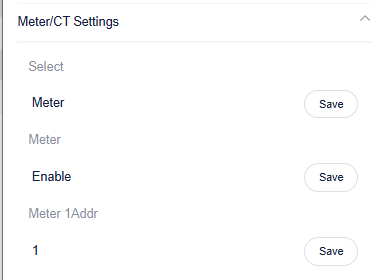 Meter/CT Settings
Select
Meter Save
Meter
Enable Save
Meter 1Addr
1 Save